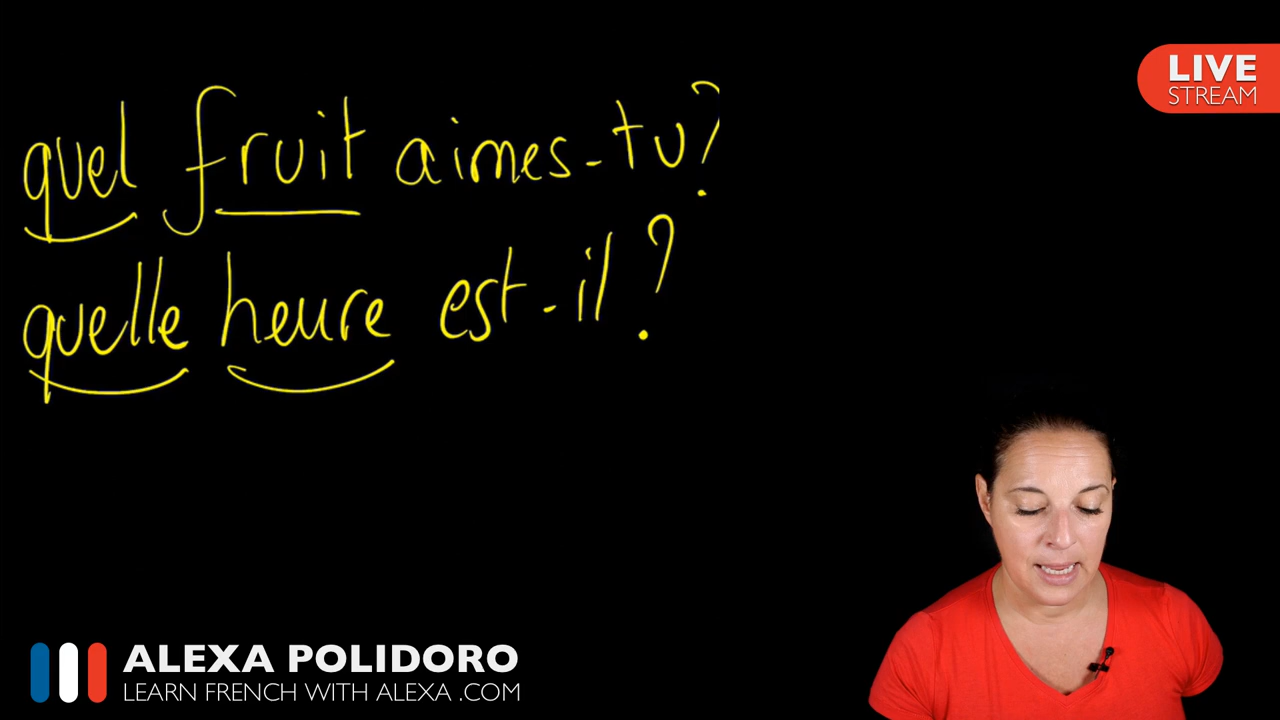 LIVE
STREAM
quel fruit aimes-tu?
quelle heure est-il?
ALEXA POLIDORO
LEARN FRENCH WITH ALEXA .COM